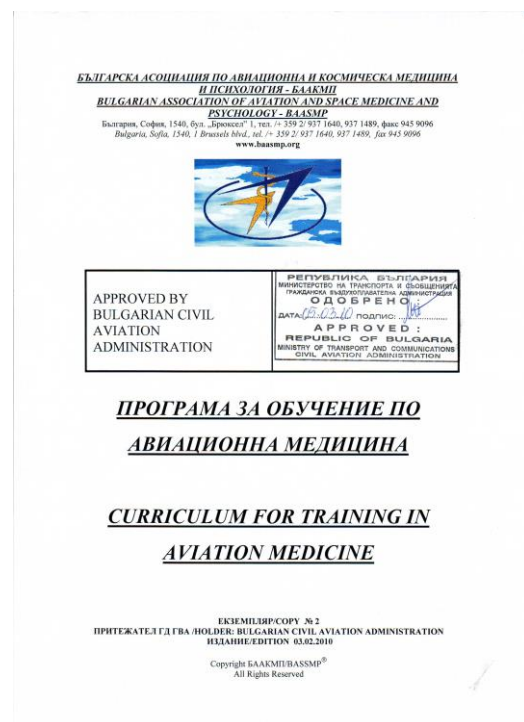 БЪЛГАРСКА АСОЦИАЦИЯ ПО АВИАЦИОННА И КОСМИЧЕСКА МЕДИЦИНА
И ПСИХОЛОГИЯ - БААКМП
BULGARIAN ASSOCIATION OF AVIATION AND SPACE MEDICINE AND
PSYCHOLOGY - BAASMP
България, София, 1540, бул. „Брюксел" 1, тел. /+ 359 2/ 937 1640, 937 1489, факс 945 9096
Bulgaria, Sofia, 1540, 1 Brussels blvd., tel. /+ 359 2/ 937 1640, 937 1489, fax 945 9096
www.baasmp.org
APPROVED BY
BULGARIAN CIVIL
AVIATION
ADMINISTRATION
РЕПУБЛИКА БЪЛГАРИЯ
МИНИСТЕРСТВО НА ТРАНСПОРТА И СЪОБЩЕНИЯТА
ГРАЖДАНСКА ВЪЗДУХОПЛАВАТЕЛНА АДМИНИСТРАЦИЯ
ОДОБРЕНО :
ДАТА: 05.03.10 ПОДПИС:
APPROVED :
REPUBLIC OF BULGARIA
MINISTRY OF TRANSPORT AND COMMUNICATIONS
CIVIL AVIATION ADMINISTRATION
ПРОГРАМА ЗА ОБУЧЕНИЕ ПО
АВИАЦИОННА МЕДИЦИНА
CURRICULUM FOR TRAINING IN
AVIATION MEDICINE
ЕКЗЕМПЛЯР/COPY № 2
ПРИТЕЖАТЕЛ ГД ГВА /HOLDER: BULGARIAN CIVIL AVIATION ADMINISTRATION
ИЗДАНИЕ/EDITION 03.02.2010
Copyright БААКМП/BASSMP®
All Rights Reserved